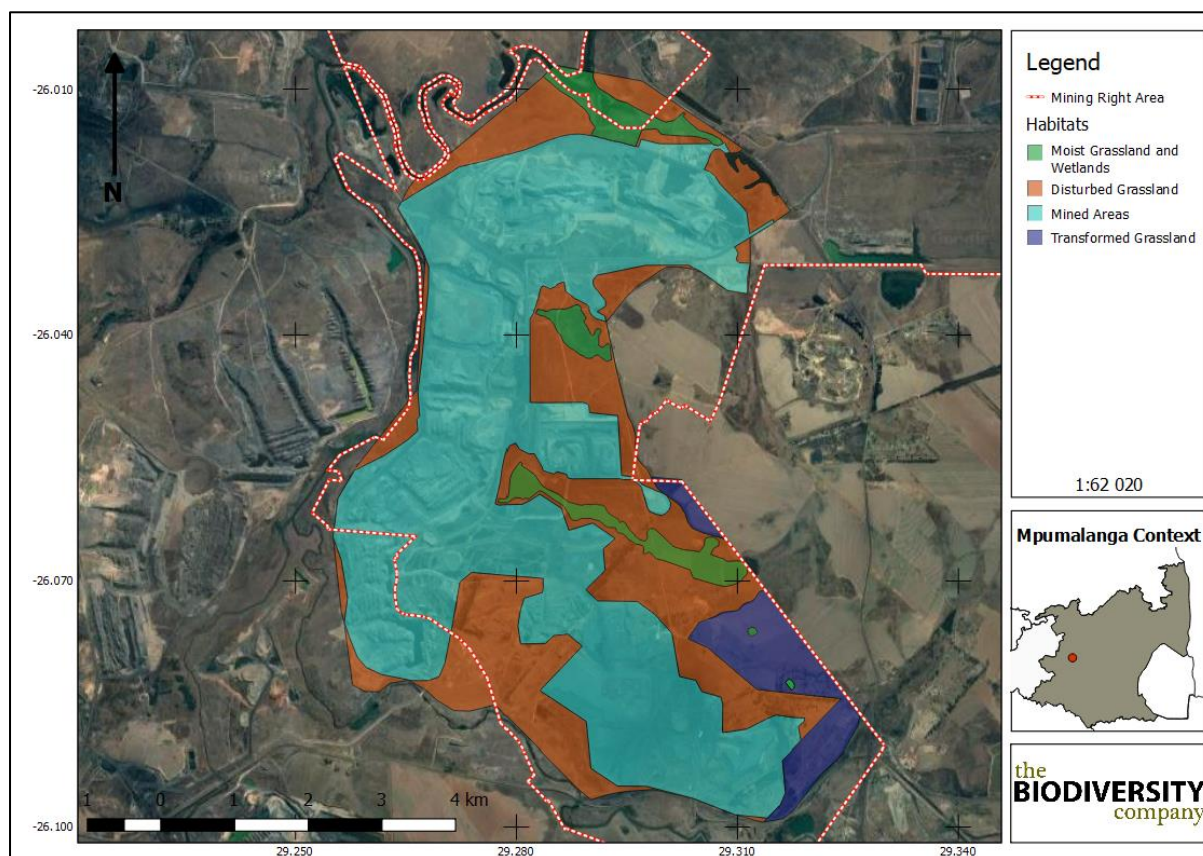 -26.010
-26.040
-26.070
-26.100
N
1 0 1 2 3 4 km
29.250 29.280 29.310 29.340
Legend
Mining Right Area
Habitats
Moist Grassland and
Wetlands
Disturbed Grassland
Mined Areas
Transformed Grassland
1:62 020
Mpumalanga Context
the
BIODIVERSITY
company